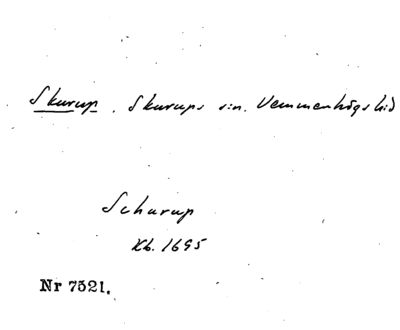 Skurup. Skurups sn. Vemmenhögs hd
Schurup
Kb. 1695
Nr 7521.